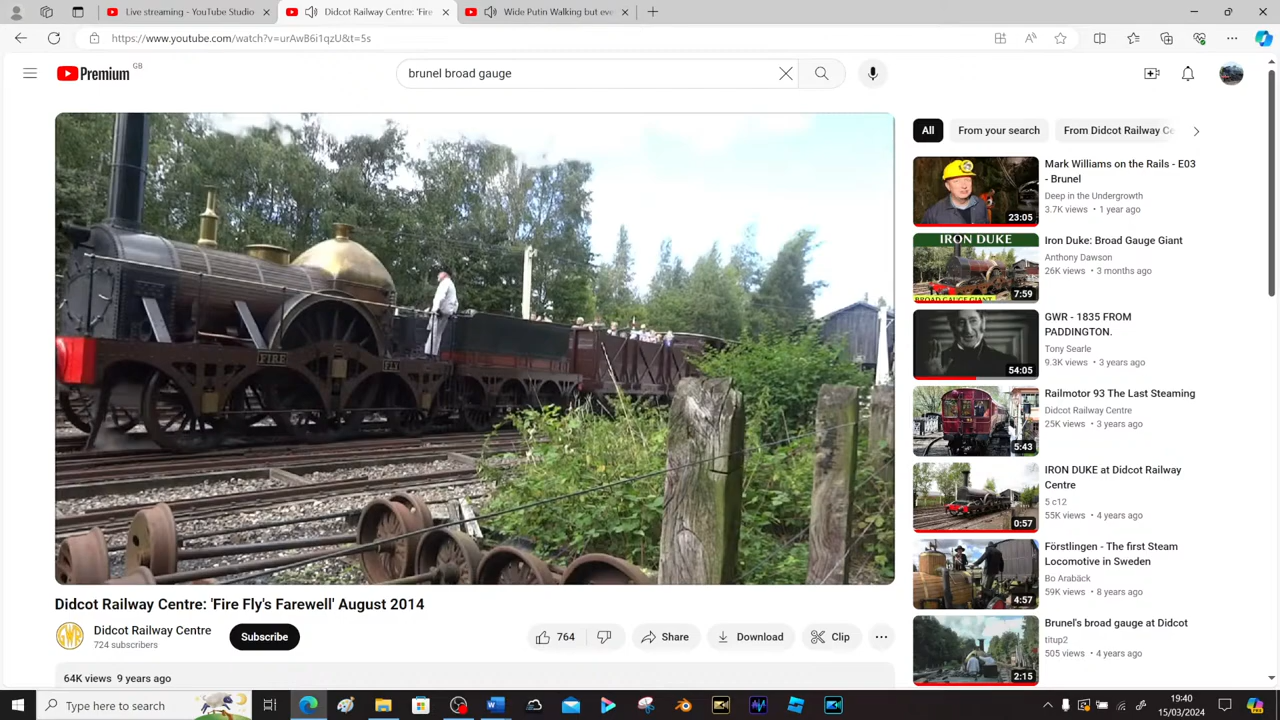 Live streaming - YouTube Studio
Didcot Railway Centre: 'Fire
Wide Putin Walking but eve
https://www.youtube.com/watch?v=urAwB6i1qzU&t=5s
Premium GB
brunel broad gauge
FIRE
FLY
All
From your search
From Didcot Railway Ce
Mark Williams on the Rails - E03
- Brunel
Deep in the Undergrowth
3.7K views • 1 year ago
23:05
IRON DUKE
BROAD GAUGE GIANT
7:59
Iron Duke: Broad Gauge Giant
Anthony Dawson
26K views • 3 months ago
GWR - 1835 FROM
PADDINGTON.
Tony Searle
9.3K views • 3 years ago
54:05
Railmotor 93 The Last Steaming
Didcot Railway Centre
25K views • 3 years ago
5:43
IRON DUKE at Didcot Railway
Centre
5 c12
55K views • 4 years ago
0:57
Förstlingen - The first Steam
Locomotive in Sweden
Bo Arabäck
59K views • 8 years ago
4:57
Brunel's broad gauge at Didcot
titup2
505 views • 4 years ago
2:15
Didcot Railway Centre: 'Fire Fly's Farewell' August 2014
Didcot Railway Centre
724 subscribers
Subscribe
764
Share
Download
Clip
64K views 9 years ago
Type here to search
19:40
15/03/2024